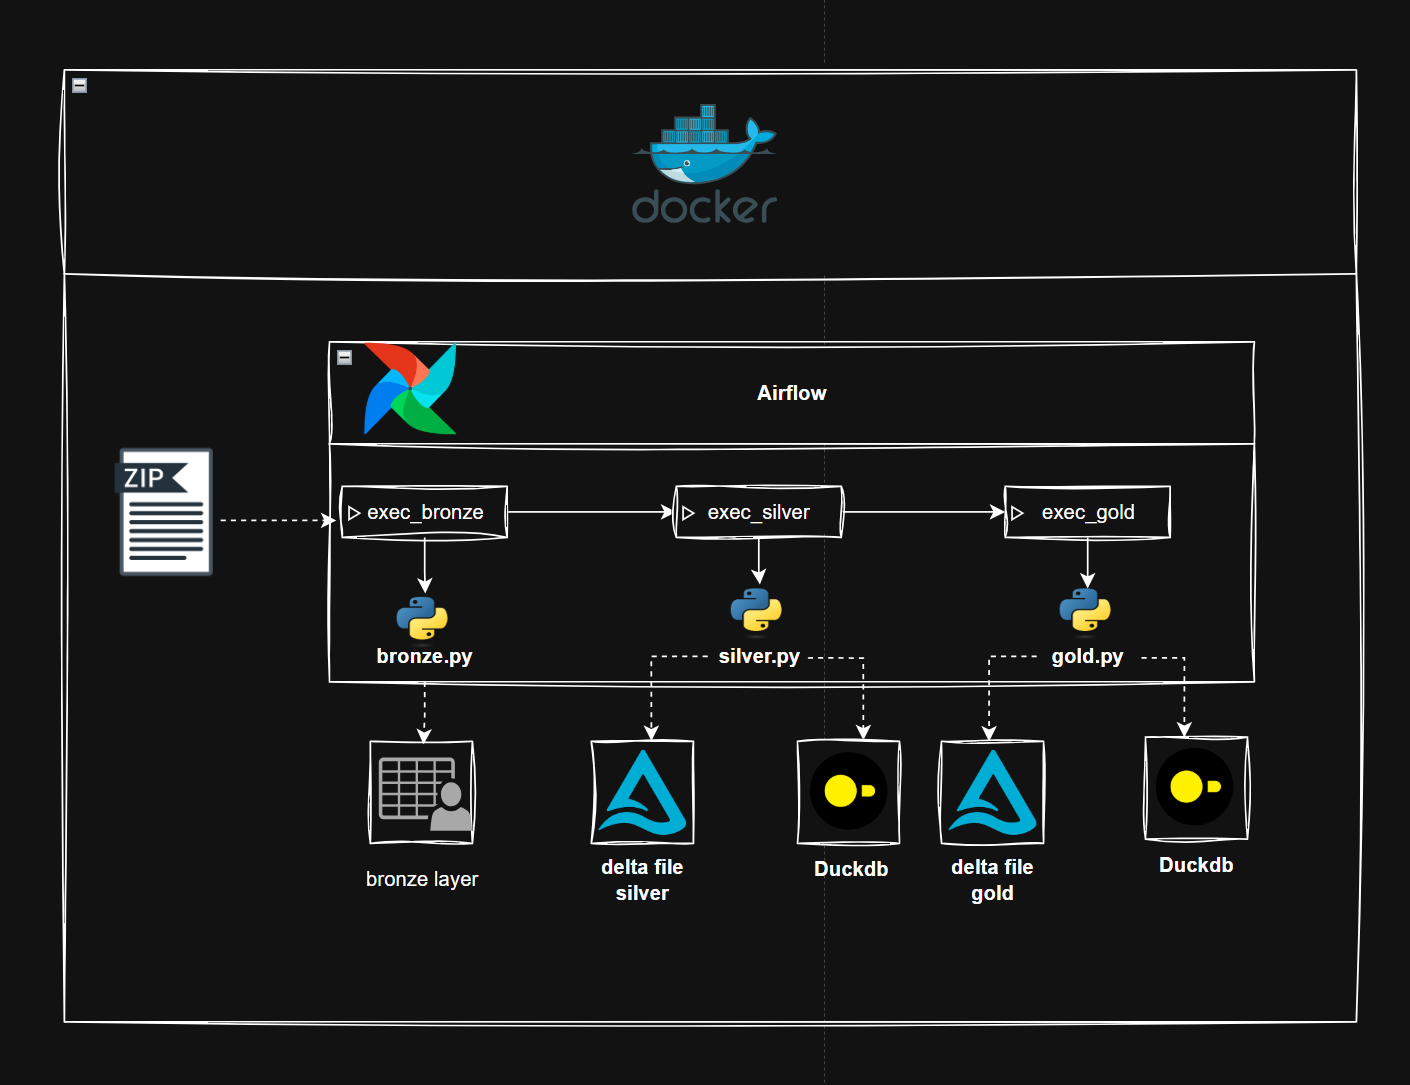 docker
Airflow
ZIP
exec_bronze
exec_silver
exec_gold
bronze.py
silver.py
gold.py
bronze layer
delta file
silver
Duckdb
delta file
gold
Duckdb